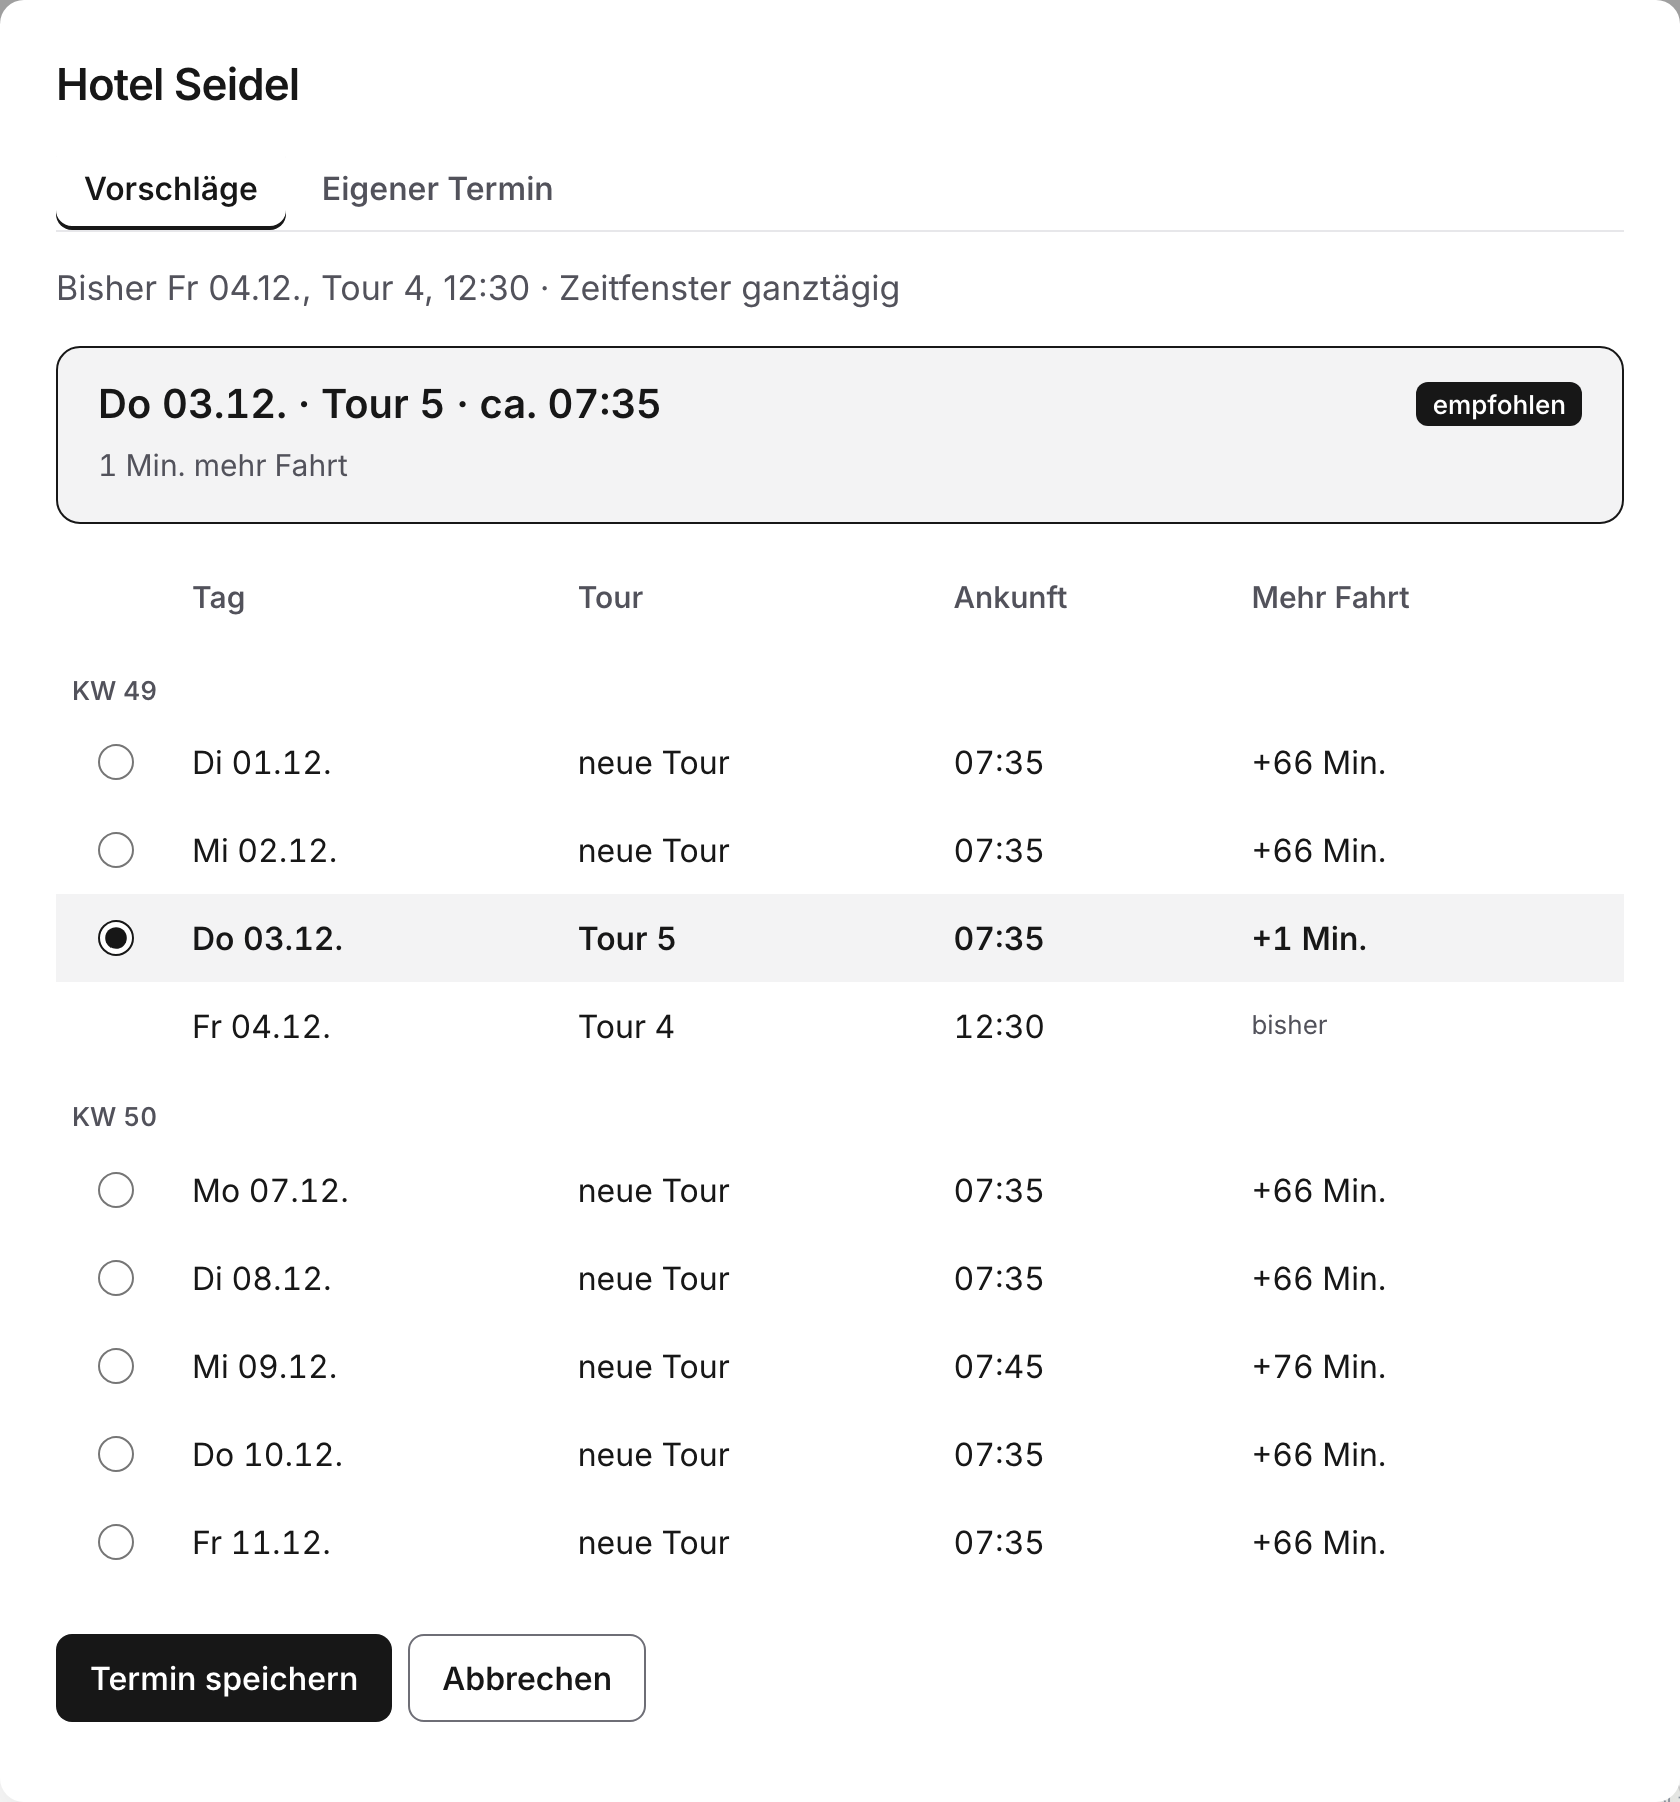 Hotel Seidel
Vorschläge Eigener Termin
Bisher Fr 04.12., Tour 4, 12:30 · Zeitfenster ganztägig
Do 03.12. · Tour 5 · ca. 07:35 empfohlen
1 Min. mehr Fahrt
Tag Tour Ankunft Mehr Fahrt
KW 49
Di 01.12. neue Tour 07:35 +66 Min.
Mi 02.12. neue Tour 07:35 +66 Min.
Do 03.12. Tour 5 07:35 +1 Min.
Fr 04.12. Tour 4 12:30 bisher
KW 50
Mo 07.12. neue Tour 07:35 +66 Min.
Di 08.12. neue Tour 07:35 +66 Min.
Mi 09.12. neue Tour 07:45 +76 Min.
Do 10.12. neue Tour 07:35 +66 Min.
Fr 11.12. neue Tour 07:35 +66 Min.
Termin speichern Abbrechen